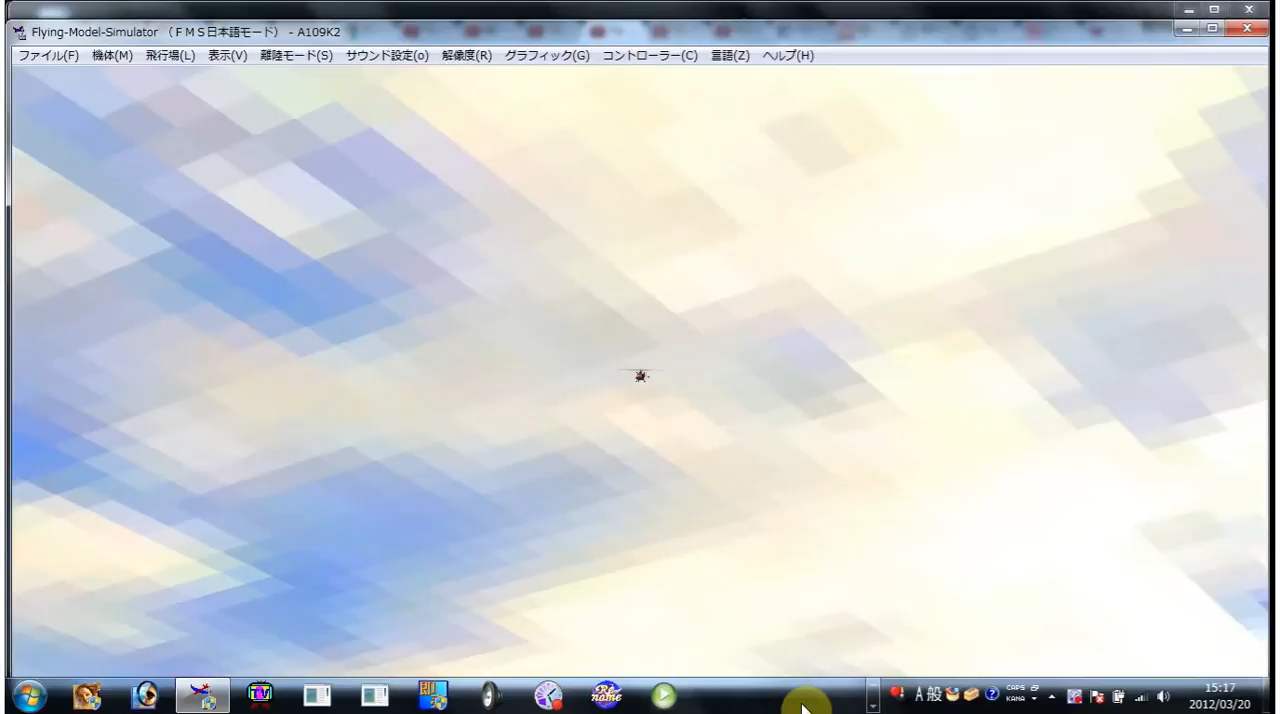 Flying-Model-Simulator （ＦＭＳ日本語モード） - A109K2
ファイル(F) 機体(M) 飛行場(L) 表示(V) 離陸モード(S) サウンド設定(o) 解像度(R) グラフィック(G) コントローラー(C) 言語(Z) ヘルプ(H)
TV
Re
name
A 般
CAPS
KANA
15:17
2012/03/20